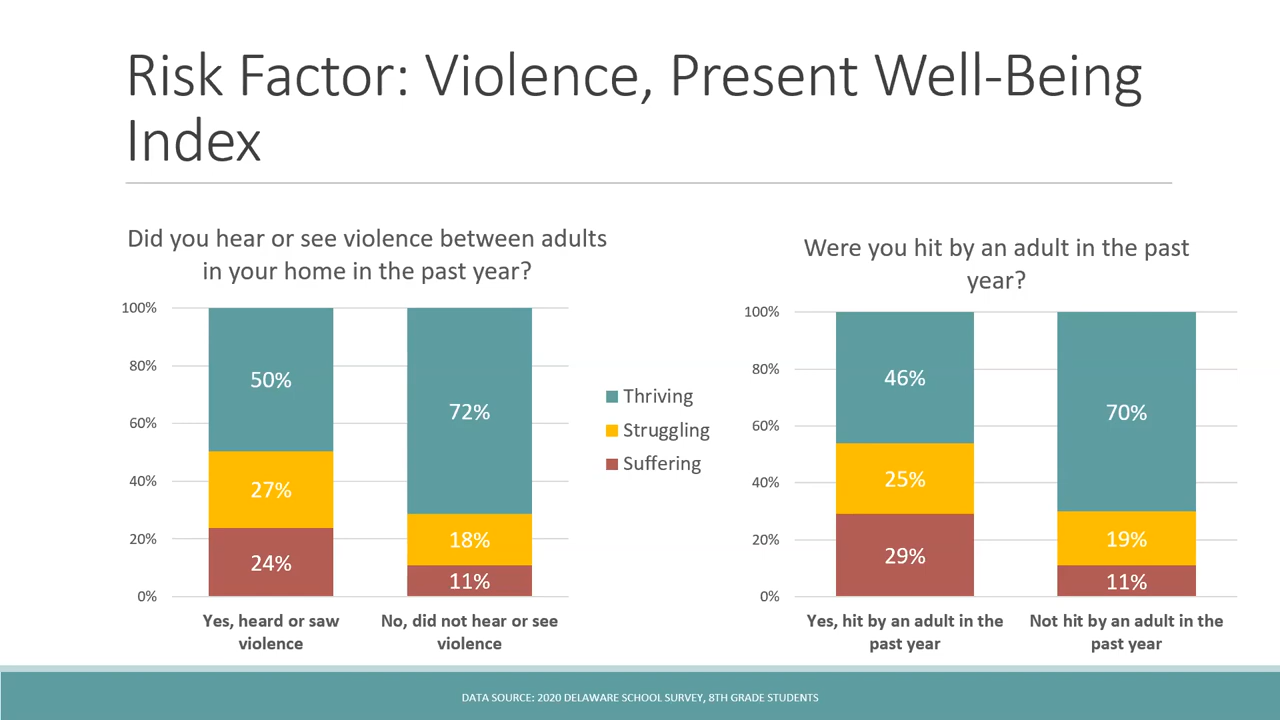 Risk Factor: Violence, Present Well-Being
Index
Did you hear or see violence between adults
in your home in the past year?
100%
80%
60%
40%
20%
0%
50%
27%
24%
72%
18%
11%
Yes, heard or saw
violence
No, did not hear or see
violence
Thriving
Struggling
Suffering
Were you hit by an adult in the past
year?
100%
80%
60%
40%
20%
0%
46%
25%
29%
70%
19%
11%
Yes, hit by an adult in the
past year
Not hit by an adult in the
past year
DATA SOURCE: 2020 DELAWARE SCHOOL SURVEY, 8TH GRADE STUDENTS